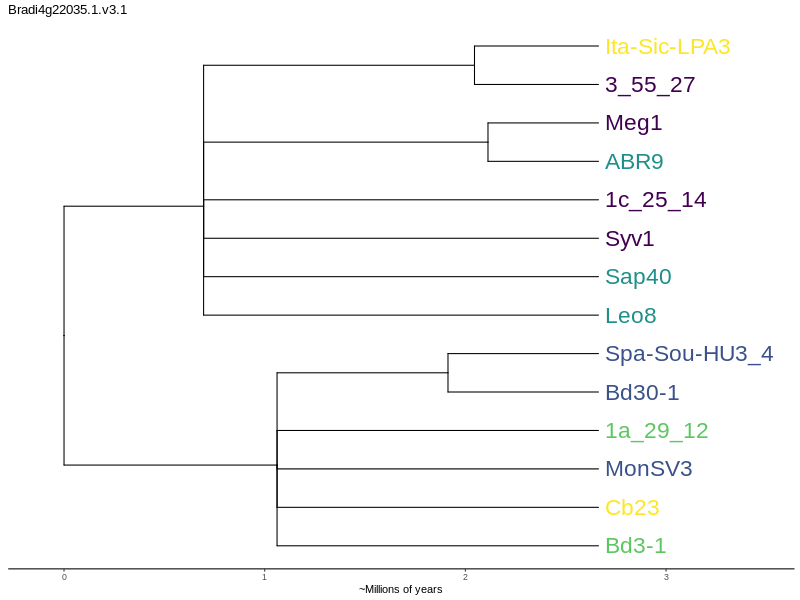 Bradi4g22035.1.v3.1
Ita-Sic-LPA3
3_55_27
Meg1
ABR9
1c_25_14
Syv1
Sap40
Leo8
Spa-Sou-HU3_4
Bd30-1
1a_29_12
MonSV3
Cb23
Bd3-1
0 1 2 3
~Millions of years